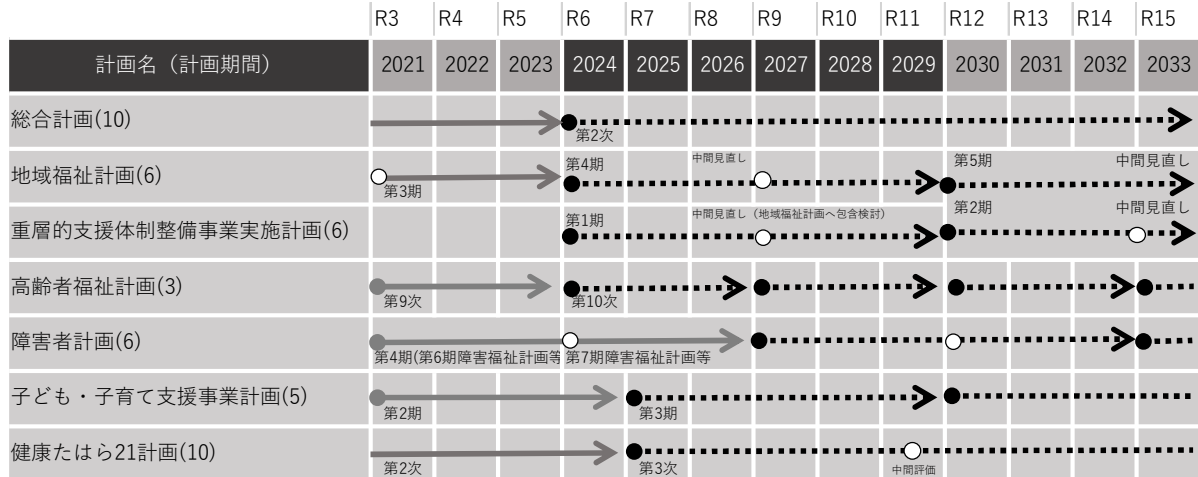 R3 R4 R5 R6 R7 R8 R9 R10 R11 R12 R13 R14 R15
計画名（計画期間） 2021 2022 2023 2024 2025 2026 2027 2028 2029 2030 2031 2032 2033
総合計画(10)
第2次
地域福祉計画(6)
第3期 第4期 中間見直し 第5期 中間見直し
重層的支援体制整備事業実施計画(6)
第1期 中間見直し（地域福祉計画へ包含検討） 第2期 中間見直し
高齢者福祉計画(3)
第9次 第10次
障害者計画(6)
第4期(第6期障害福祉計画等 第7期障害福祉計画等
子ども・子育て支援事業計画(5)
第2期 第3期
健康たはら21計画(10)
第2次 第3次 中間評価